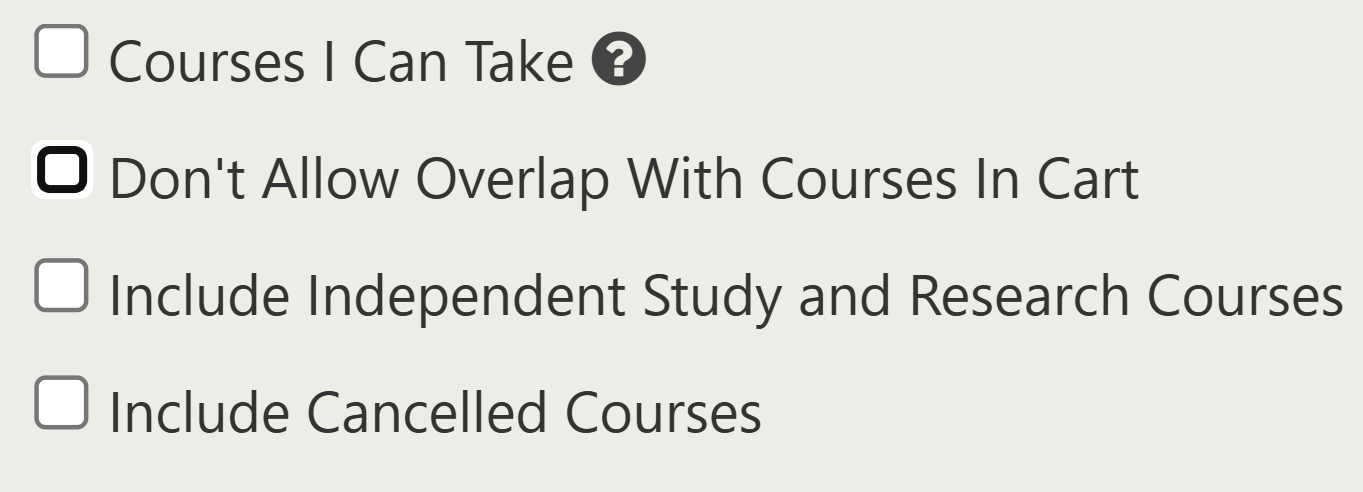 Courses I Can Take ?
Don't Allow Overlap With Courses In Cart
Include Independent Study and Research Courses
Include Cancelled Courses